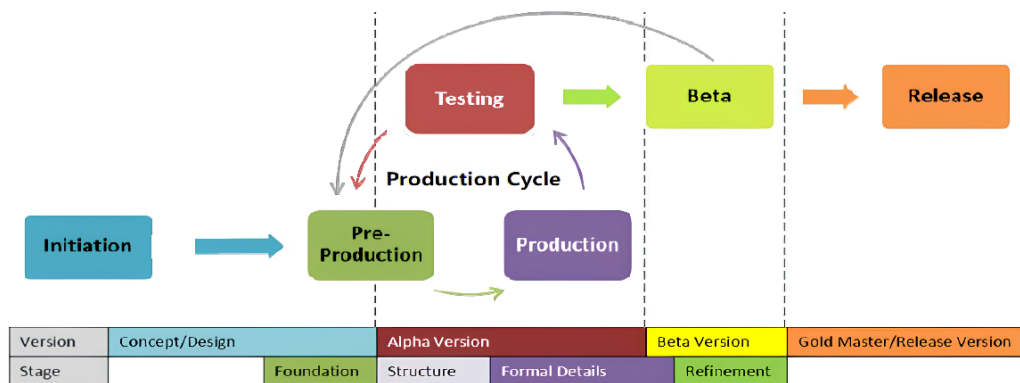 Testing
Beta
Release
Production Cycle
Initiation
Pre-
Production
Production
Version
Concept/Design
Alpha Version
Beta Version
Gold Master/Release Version
Stage
Foundation
Structure
Formal Details
Refinement